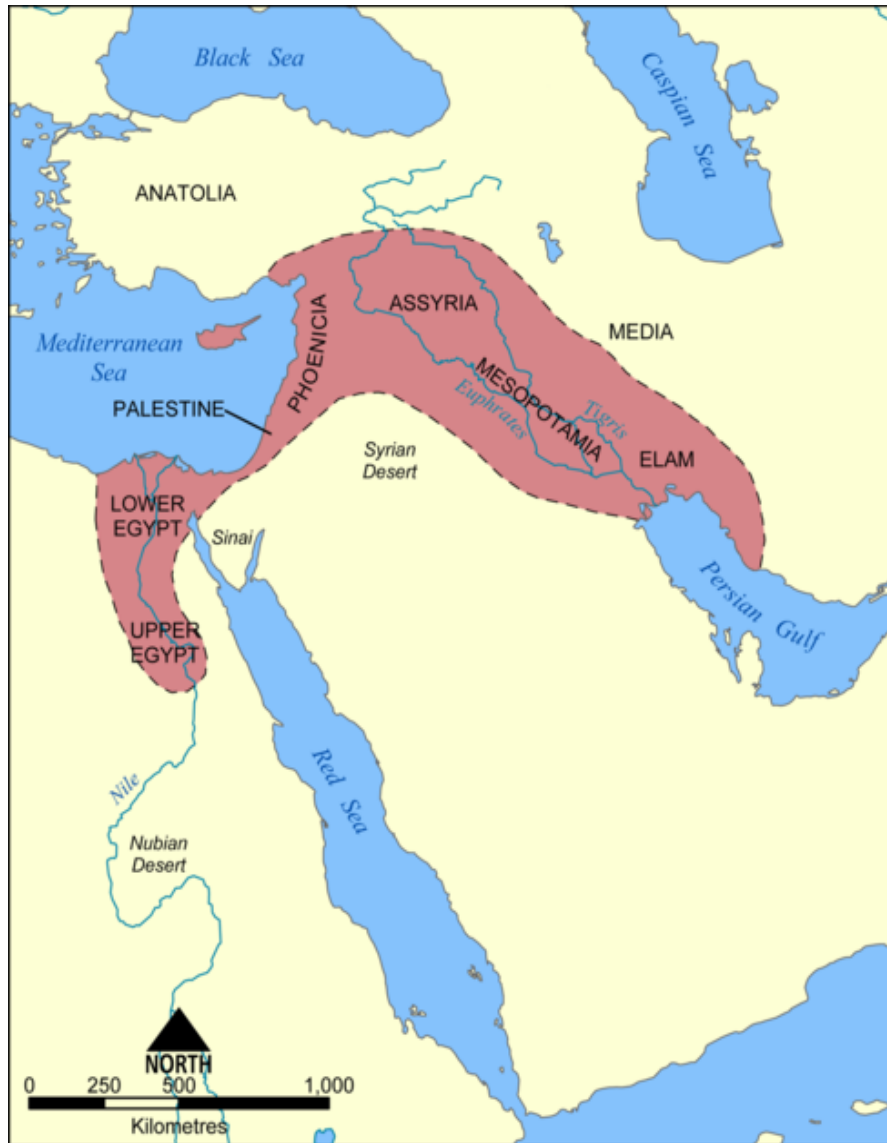 Black Sea
Caspian
Sea
ANATOLIA
ASSYRIA
MEDIA
PHOENICIA
Mediterranean
Sea
MESOPOTAMIA
Euphrates
Tigris
PALESTINE
Syrian
Desert
ELAM
LOWER
EGYPT
Sinai
Persian Gulf
UPPER
EGYPT
Red Sea
Nile
Nubian
Desert
NORTH
0 250 500 1,000
Kilometres